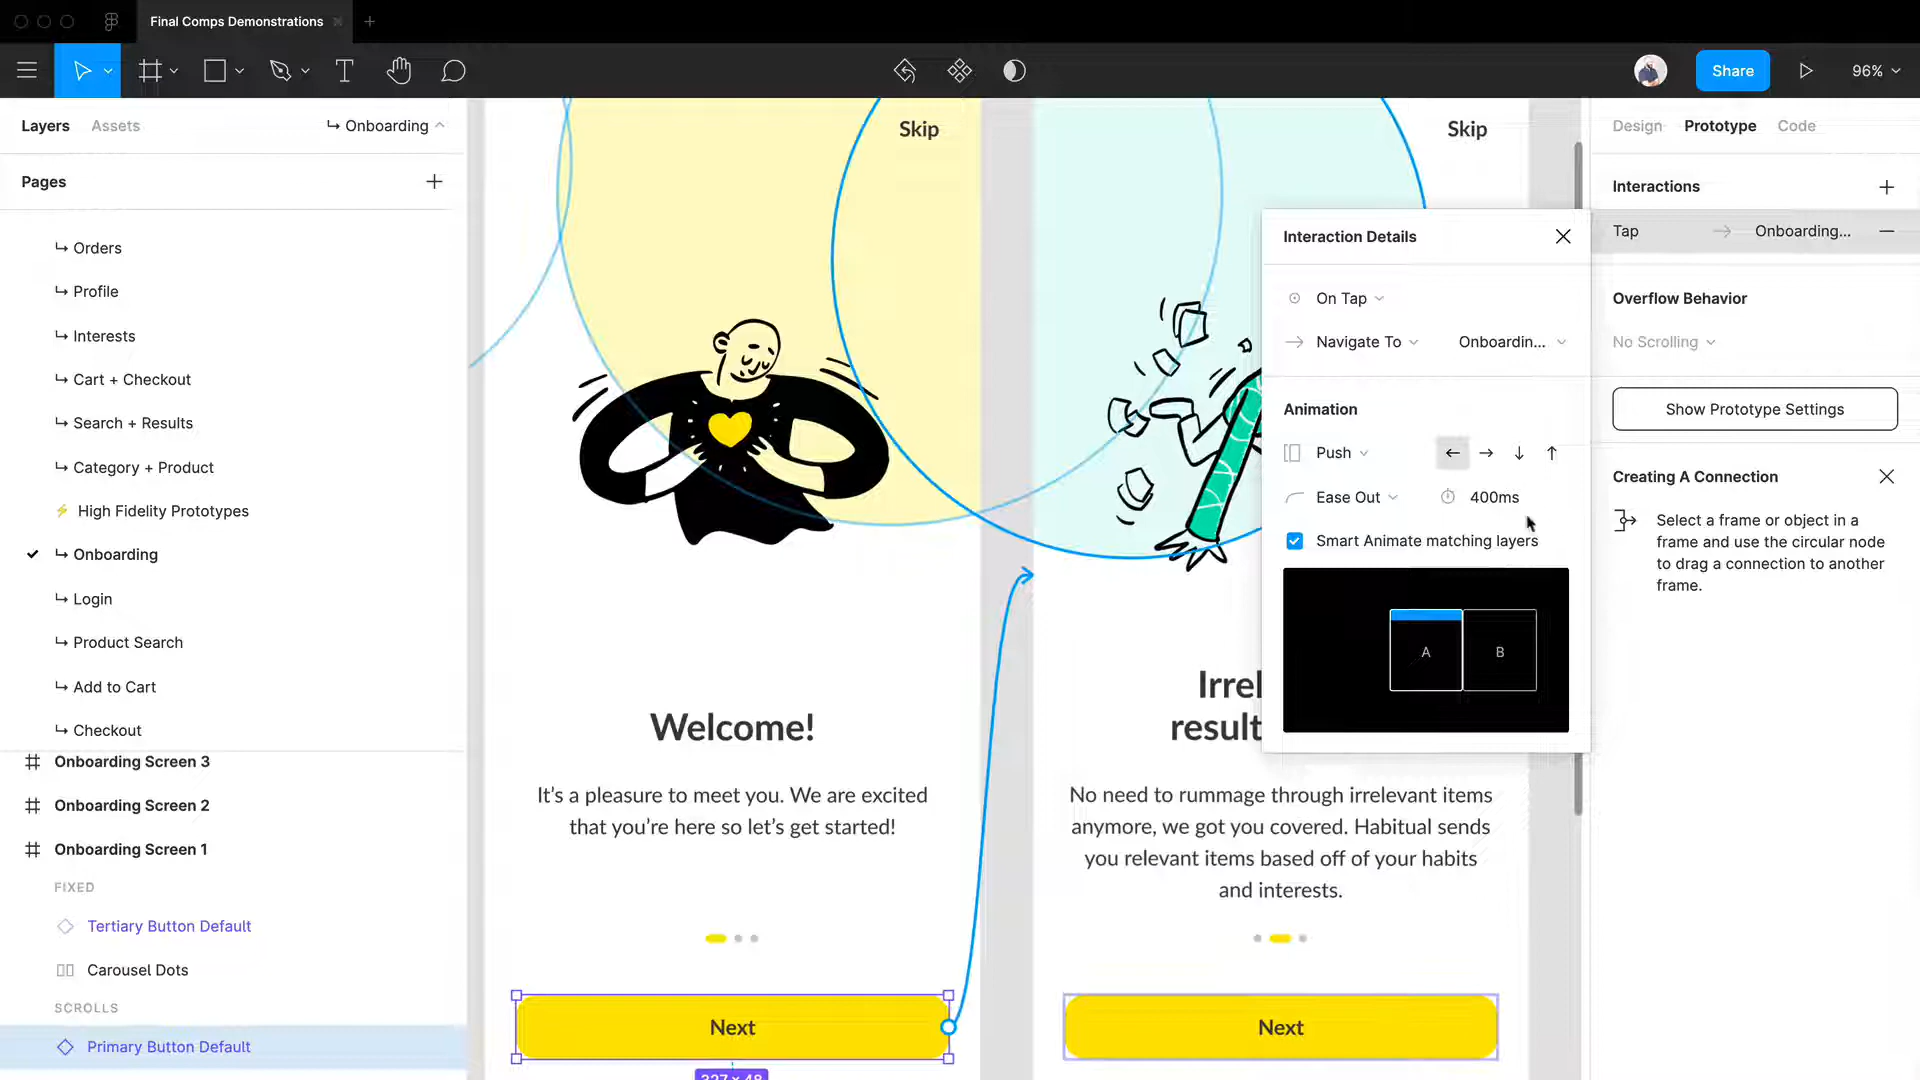 Final Comps Demonstrations
Share
96%
Layers
Assets
Onboarding
Pages
Orders
Profile
Interests
Cart + Checkout
Search + Results
Category + Product
High Fidelity Prototypes
Onboarding
Login
Product Search
Add to Cart
Checkout
Onboarding Screen 3
Onboarding Screen 2
Onboarding Screen 1
FIXED
Tertiary Button Default
Carousel Dots
SCROLLS
Primary Button Default
Skip
Welcome!
It's a pleasure to meet you. We are excited
that you're here so let's get started!
Next
327 × 48
Skip
Irrel
result
No need to rummage through irrelevant items
anymore, we got you covered. Habitual sends
you relevant items based off of your habits
and interests.
Next
Interaction Details
On Tap
Navigate To Onboardin...
Animation
Push
Ease Out 400ms
Smart Animate matching layers
A B
Design Prototype Code
Interactions
Tap Onboarding...
Overflow Behavior
No Scrolling
Show Prototype Settings
Creating A Connection
Select a frame or object in a
frame and use the circular node
to drag a connection to another
frame.